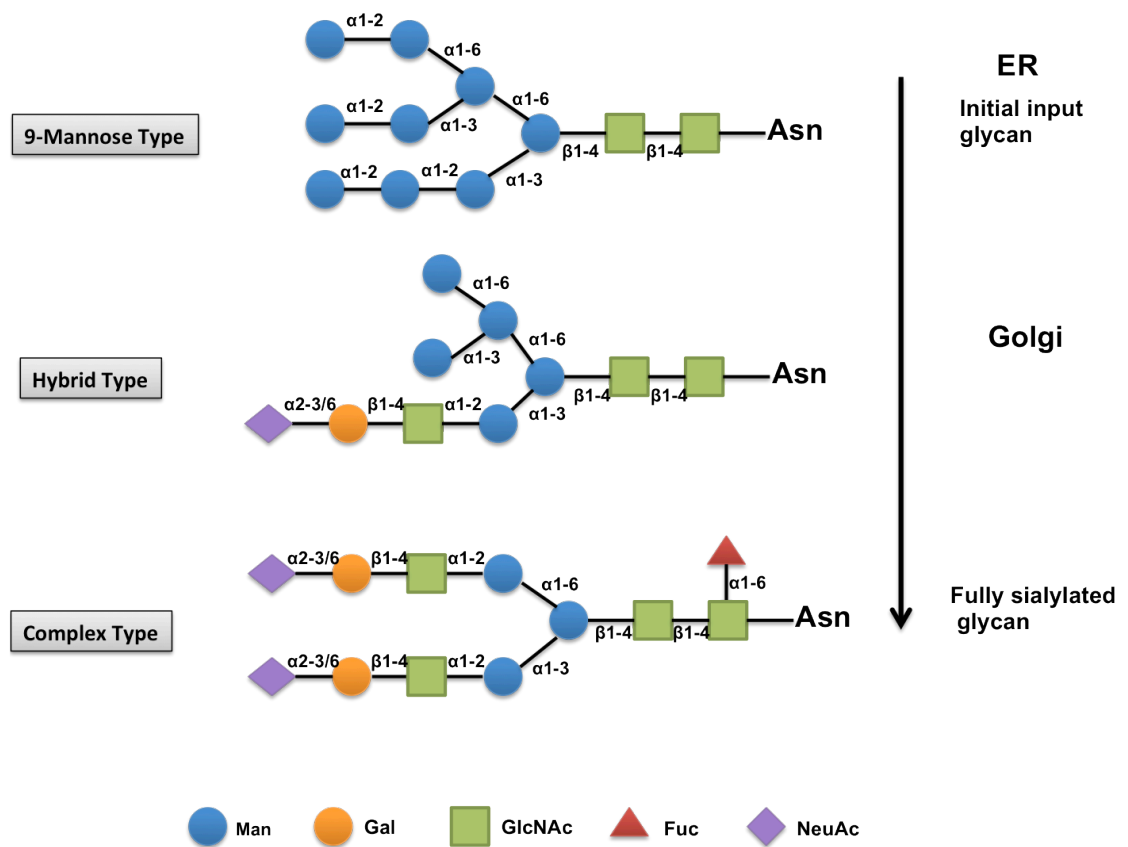 α1-2
α1-6
ER
α1-6
α1-2
Initial input
glycan
9-Mannose Type
α1-3
Asn
β1-4
β1-4
α1-2
α1-2
α1-3
α1-6
α1-6
Golgi
α1-3
Hybrid Type
Asn
β1-4
β1-4
α2-3/6
β1-4
α1-2
α1-3
α2-3/6
β1-4
α1-2
α1-6
α1-6
Fully sialylated
glycan
Complex Type
Asn
β1-4
β1-4
α2-3/6
β1-4
α1-2
α1-3
Man
Gal
GlcNAc
Fuc
NeuAc